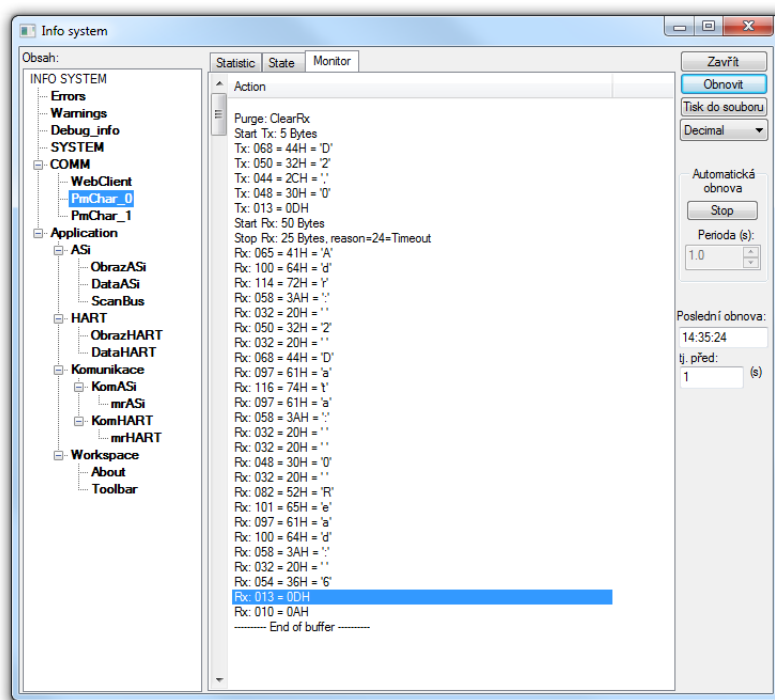 Info system
Obsah:
INFO SYSTEM
Errors
Warnings
Debug_info
SYSTEM
COMM
WebClient
PmChar_0
PmChar_1
Application
ASi
ObrazASi
DataASi
ScanBus
HART
ObrazHART
DataHART
Komunikace
KomASi
mrASi
KomHART
mrHART
Workspace
About
Toolbar
Statistic State Monitor
Action
Purge: ClearRx
Start Tx: 5 Bytes
Tx: 068 = 44H = 'D'
Tx: 050 = 32H = '2'
Tx: 044 = 2CH = ','
Tx: 048 = 30H = '0'
Tx: 013 = 0DH
Start Rx: 50 Bytes
Stop Rx: 25 Bytes, reason=24=Timeout
Rx: 065 = 41H = 'A'
Rx: 100 = 64H = 'd'
Rx: 114 = 72H = 'r'
Rx: 058 = 3AH = ':'
Rx: 032 = 20H = ' '
Rx: 050 = 32H = '2'
Rx: 032 = 20H = ' '
Rx: 068 = 44H = 'D'
Rx: 097 = 61H = 'a'
Rx: 116 = 74H = 't'
Rx: 097 = 61H = 'a'
Rx: 058 = 3AH = ':'
Rx: 032 = 20H = ' '
Rx: 032 = 20H = ' '
Rx: 048 = 30H = '0'
Rx: 032 = 20H = ' '
Rx: 082 = 52H = 'R'
Rx: 101 = 65H = 'e'
Rx: 097 = 61H = 'a'
Rx: 100 = 64H = 'd'
Rx: 058 = 3AH = ':'
Rx: 032 = 20H = ' '
Rx: 054 = 36H = '6'
Rx: 013 = 0DH
Rx: 010 = 0AH
---------- End of buffer ----------
Zavřít
Obnovit
Tisk do souboru
Decimal
Automatická
obnova
Stop
Perioda (s):
1.0
Poslední obnova:
14:35:24
tj. před:
1 (s)